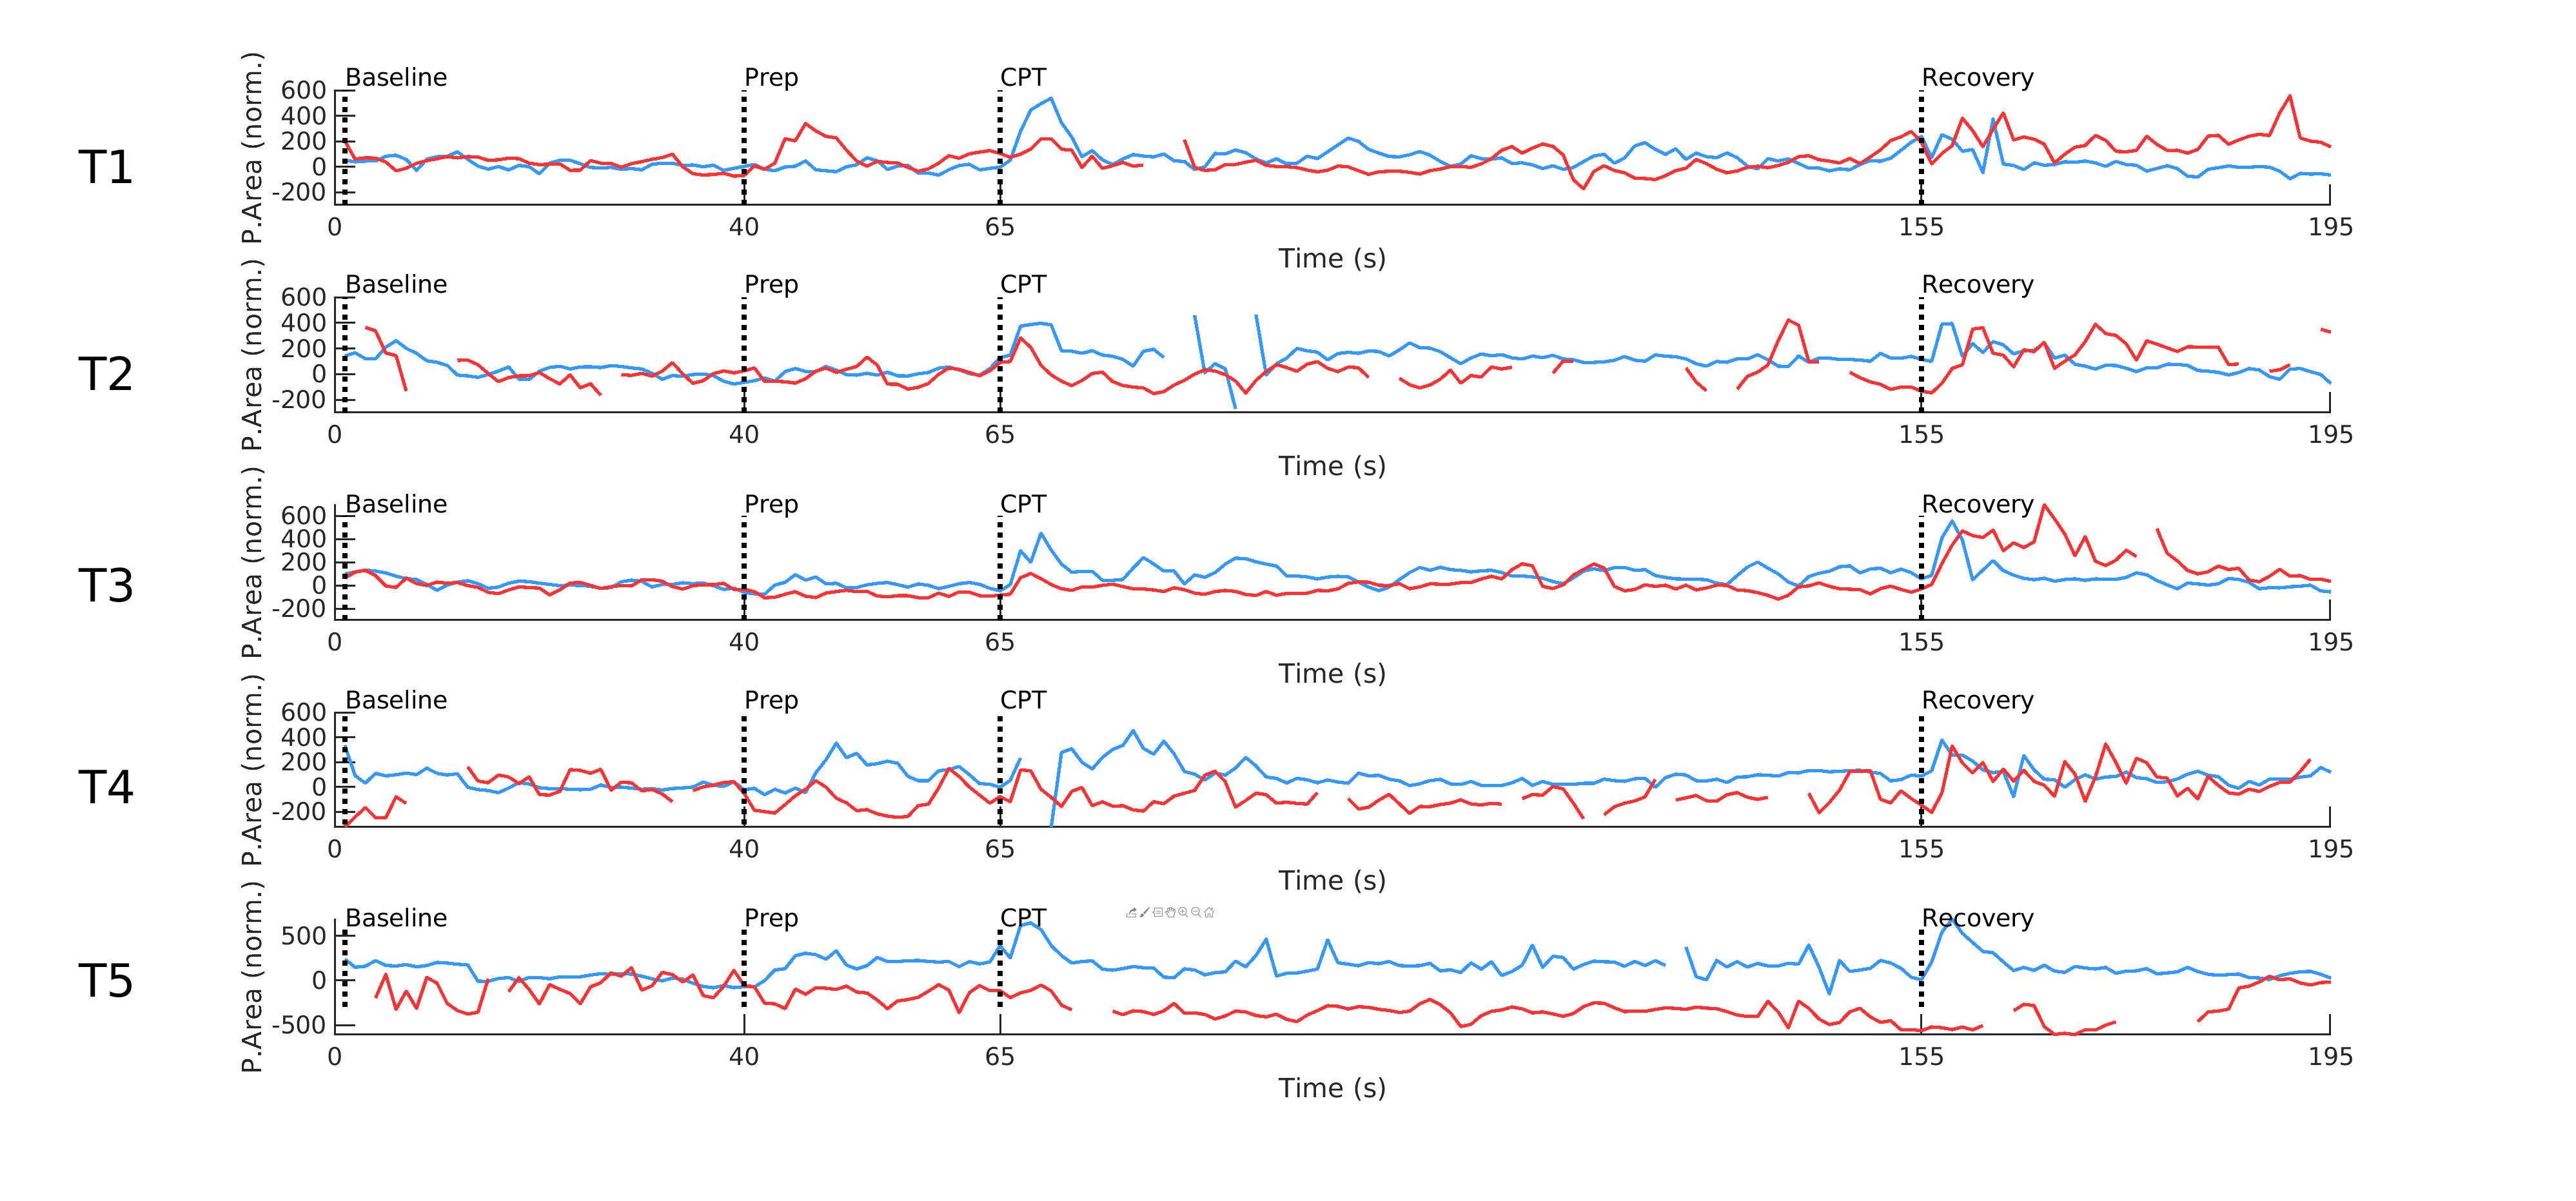 P.Area (norm.)
Baseline Prep CPT Recovery
600
400
200
0
-200
T1
0 40 65 155 195
Time (s)
P.Area (norm.)
Baseline Prep CPT Recovery
600
400
200
0
-200
T2
0 40 65 155 195
Time (s)
P.Area (norm.)
Baseline Prep CPT Recovery
600
400
200
0
-200
T3
0 40 65 155 195
Time (s)
P.Area (norm.)
Baseline Prep CPT Recovery
600
400
200
0
-200
T4
0 40 65 155 195
Time (s)
P.Area (norm.)
Baseline Prep CPT Recovery
500
0
-500
T5
0 40 65 155 195
Time (s)